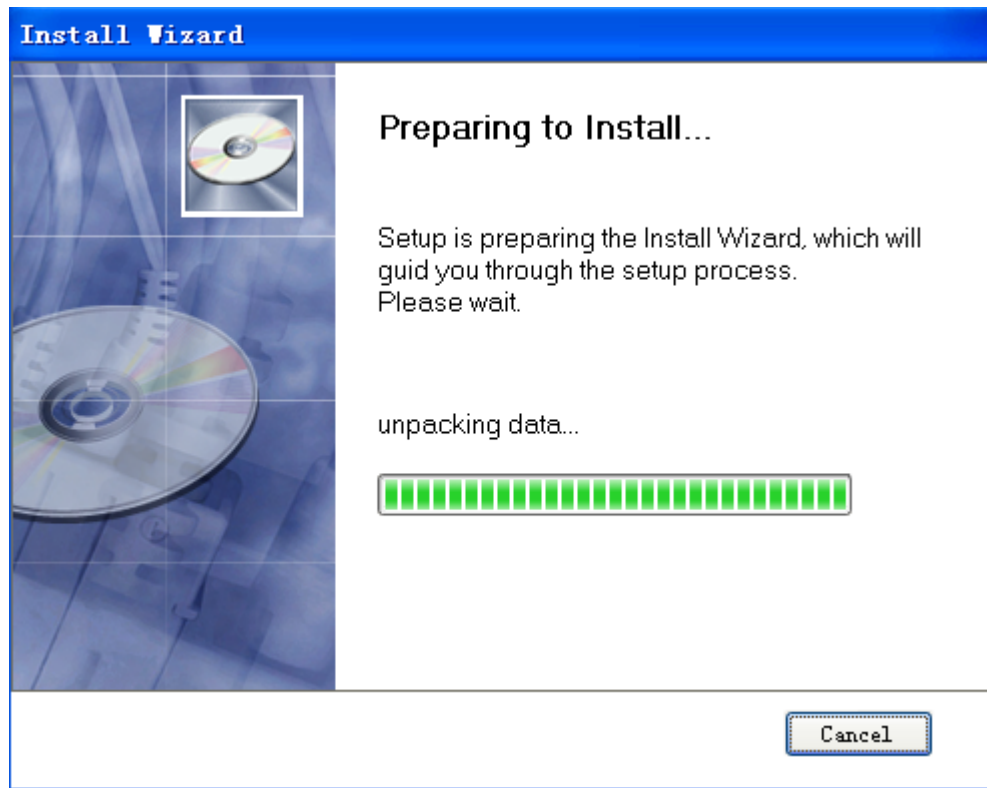 Install Wizard
Preparing to Install...
Setup is preparing the Install Wizard, which will
guid you through the setup process.
Please wait.
unpacking data...
Cancel